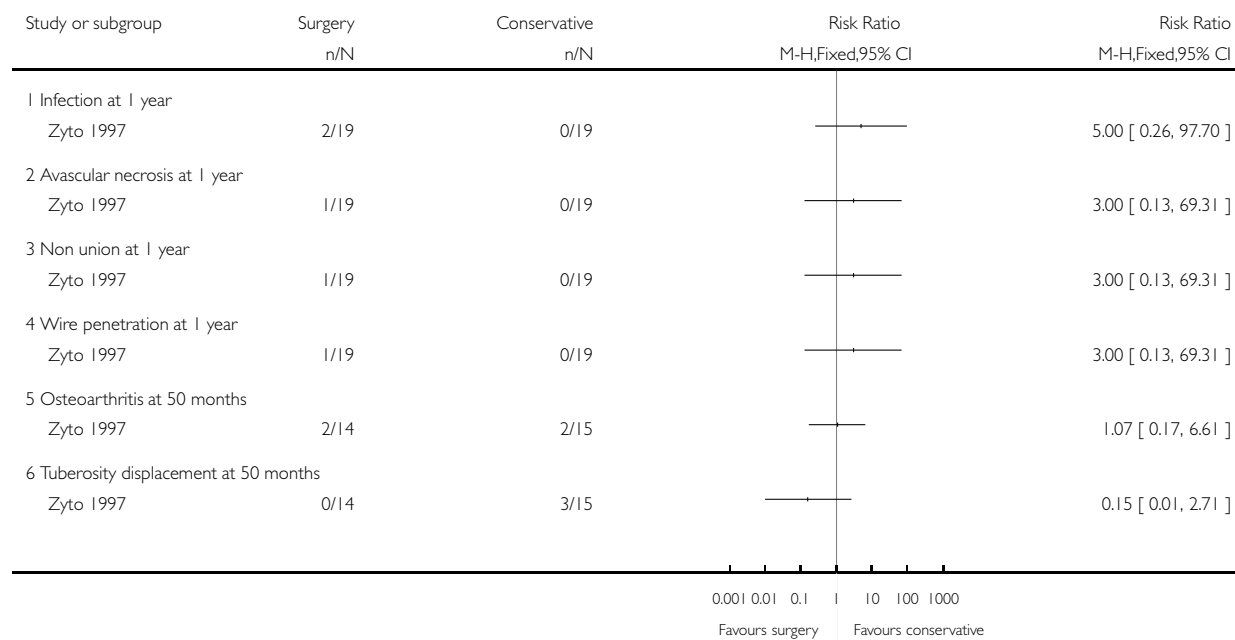 Study or subgroup Surgery Conservative Risk Ratio Risk Ratio
n/N n/N M-H,Fixed,95% CI M-H,Fixed,95% CI
1 Infection at 1 year
Zyto 1997 2/19 0/19 5.00 [ 0.26, 97.70 ]
2 Avascular necrosis at 1 year
Zyto 1997 1/19 0/19 3.00 [ 0.13, 69.31 ]
3 Non union at 1 year
Zyto 1997 1/19 0/19 3.00 [ 0.13, 69.31 ]
4 Wire penetration at 1 year
Zyto 1997 1/19 0/19 3.00 [ 0.13, 69.31 ]
5 Osteoarthritis at 50 months
Zyto 1997 2/14 2/15 1.07 [ 0.17, 6.61 ]
6 Tuberosity displacement at 50 months
Zyto 1997 0/14 3/15 0.15 [ 0.01, 2.71 ]
0.001 0.01 0.1 1 10 100 1000
Favours surgery Favours conservative